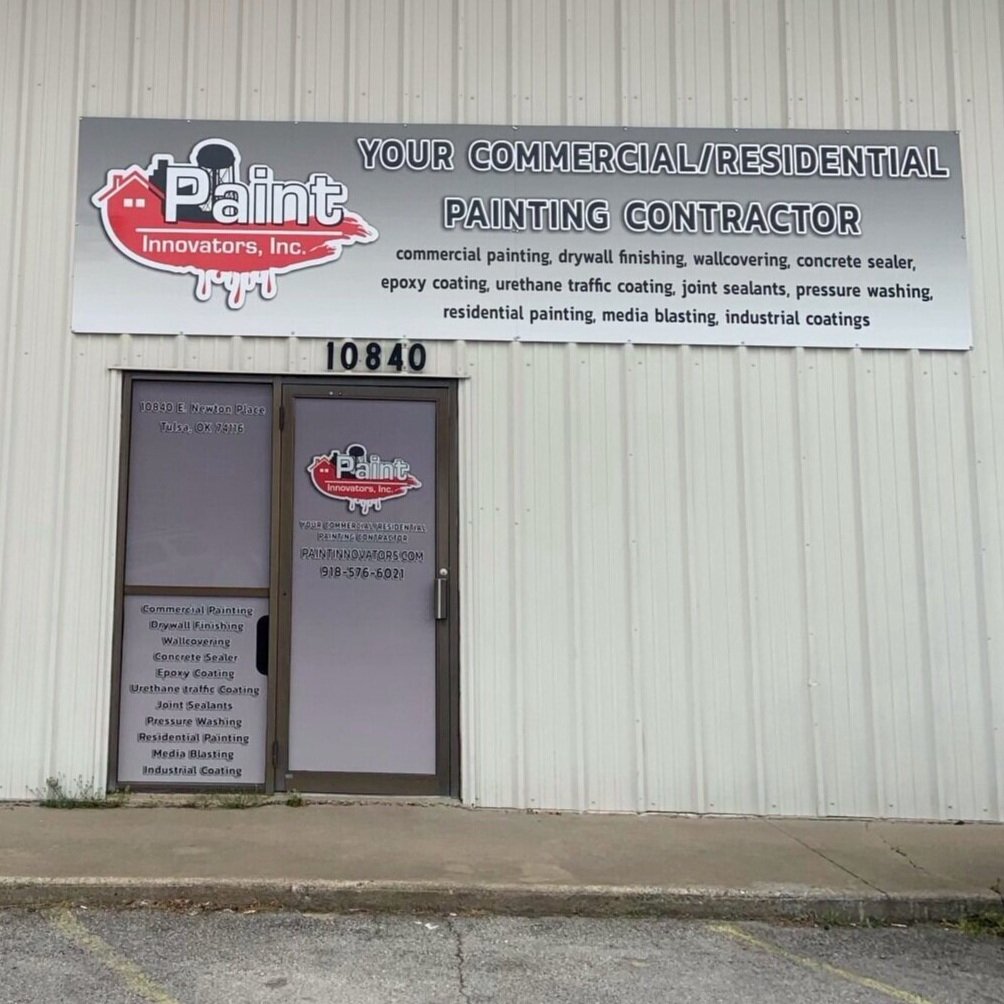 Paint
Innovators, Inc.
YOUR COMMERCIAL/RESIDENTIAL
PAINTING CONTRACTOR
commercial painting, drywall finishing, wallcovering, concrete sealer,
epoxy coating, urethane traffic coating, joint sealants, pressure washing,
residential painting, media blasting, industrial coatings
10840
10840 E. Newton Place
Tulsa, OK 74116
Paint
Innovators, Inc.
YOUR COMMERCIAL/RESIDENTIAL
PAINTING CONTRACTOR
PAINTINNOVATORS.COM
918-576-6021
Commercial Painting
Drywall Finishing
Wallcovering
Concrete Sealer
Epoxy Coating
Urethane traffic Coating
Joint Sealants
Pressure Washing
Residential Painting
Media Blasting
Industrial Coating